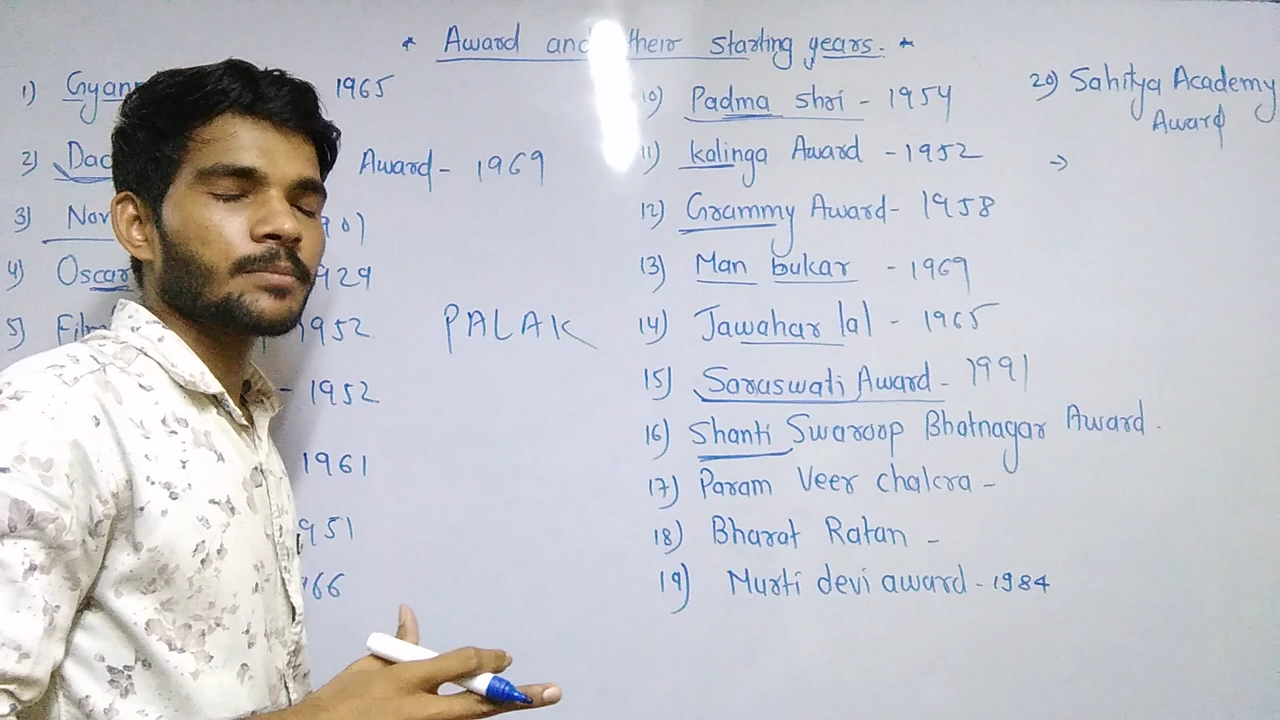 * Award and their starting years. *
1) Gyan 1965
2) Dad Award - 1969
3) Nov 901
4) Oscar 929
5) Film 1952
- 1952
1961
951
66
PALAK
10) Padma shri - 1954
11) kalinga Award - 1952
12) Grammy Award - 1958
13) Man bukar - 1969
14) Jawahar lal - 1965
15) Saraswati Award - 1991
16) Shanti Swaroop Bhatnagar Award.
17) Param Veer chakra -
18) Bharat Ratan -
19) Murti devi award - 1984
20) Sahitya Academy
Award
→